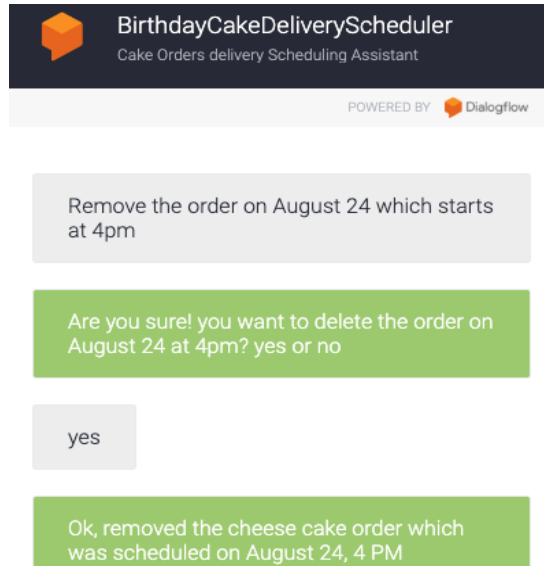 BirthdayCakeDeliveryScheduler
Cake Orders delivery Scheduling Assistant
POWERED BY Dialogflow
Remove the order on August 24 which starts
at 4pm
Are you sure! you want to delete the order on
August 24 at 4pm? yes or no
yes
Ok, removed the cheese cake order which
was scheduled on August 24, 4 PM